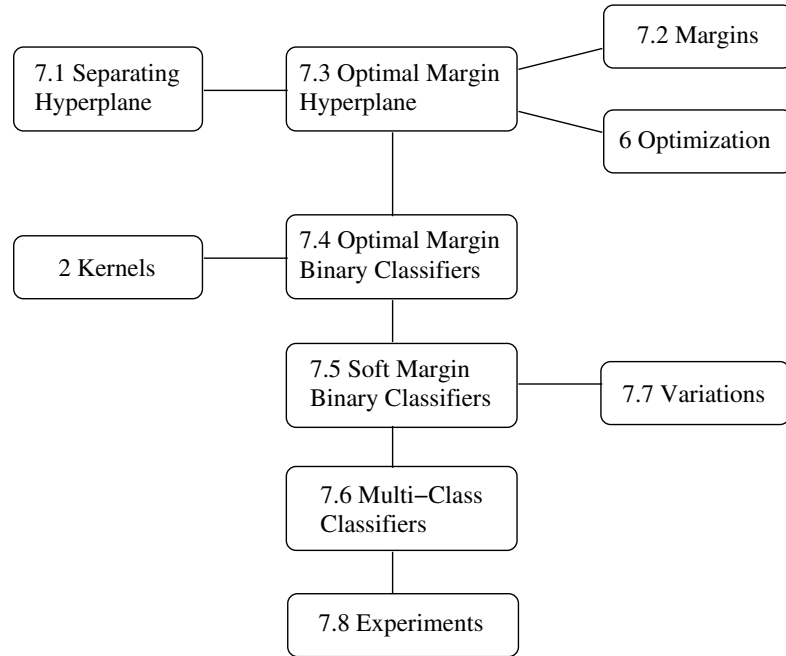 7.1 Separating
Hyperplane
7.3 Optimal Margin
Hyperplane
7.2 Margins
6 Optimization
2 Kernels
7.4 Optimal Margin
Binary Classifiers
7.5 Soft Margin
Binary Classifiers
7.7 Variations
7.6 Multi−Class
Classifiers
7.8 Experiments